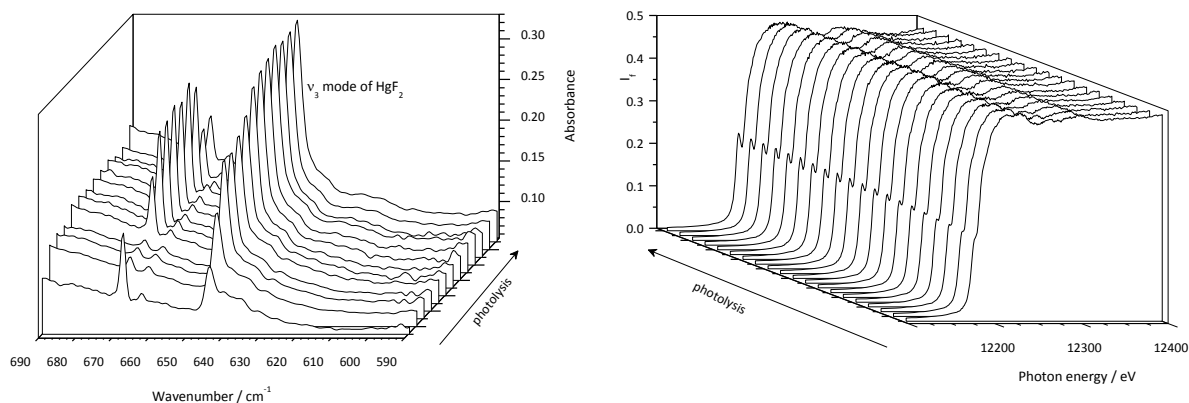 0.30
0.25
0.20
0.15
0.10
Absorbance
ν3 mode of HgF2
photolysis
690 680 670 660 650 640 630 620 610 600 590
Wavenumber / cm-1
0.5
0.4
0.3
0.2
0.1
0.0
If
photolysis
12200 12300 12400
Photon energy / eV